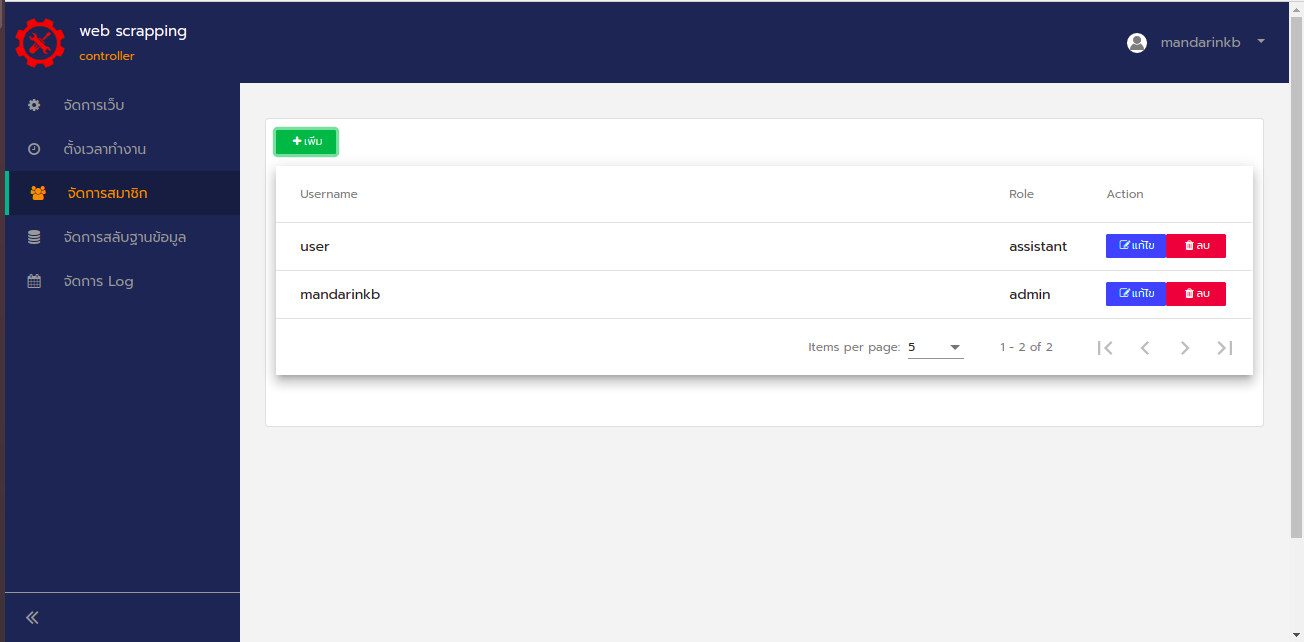 web scrapping
controller
mandarinkb
จัดการเว็บ
ตั้งเวลาทำงาน
จัดการสมาชิก
จัดการสลับฐานข้อมูล
จัดการ Log
เพิ่ม
Username Role Action
user assistant แก้ไข ลบ
mandarinkb admin แก้ไข ลบ
Items per page: 5 1 - 2 of 2